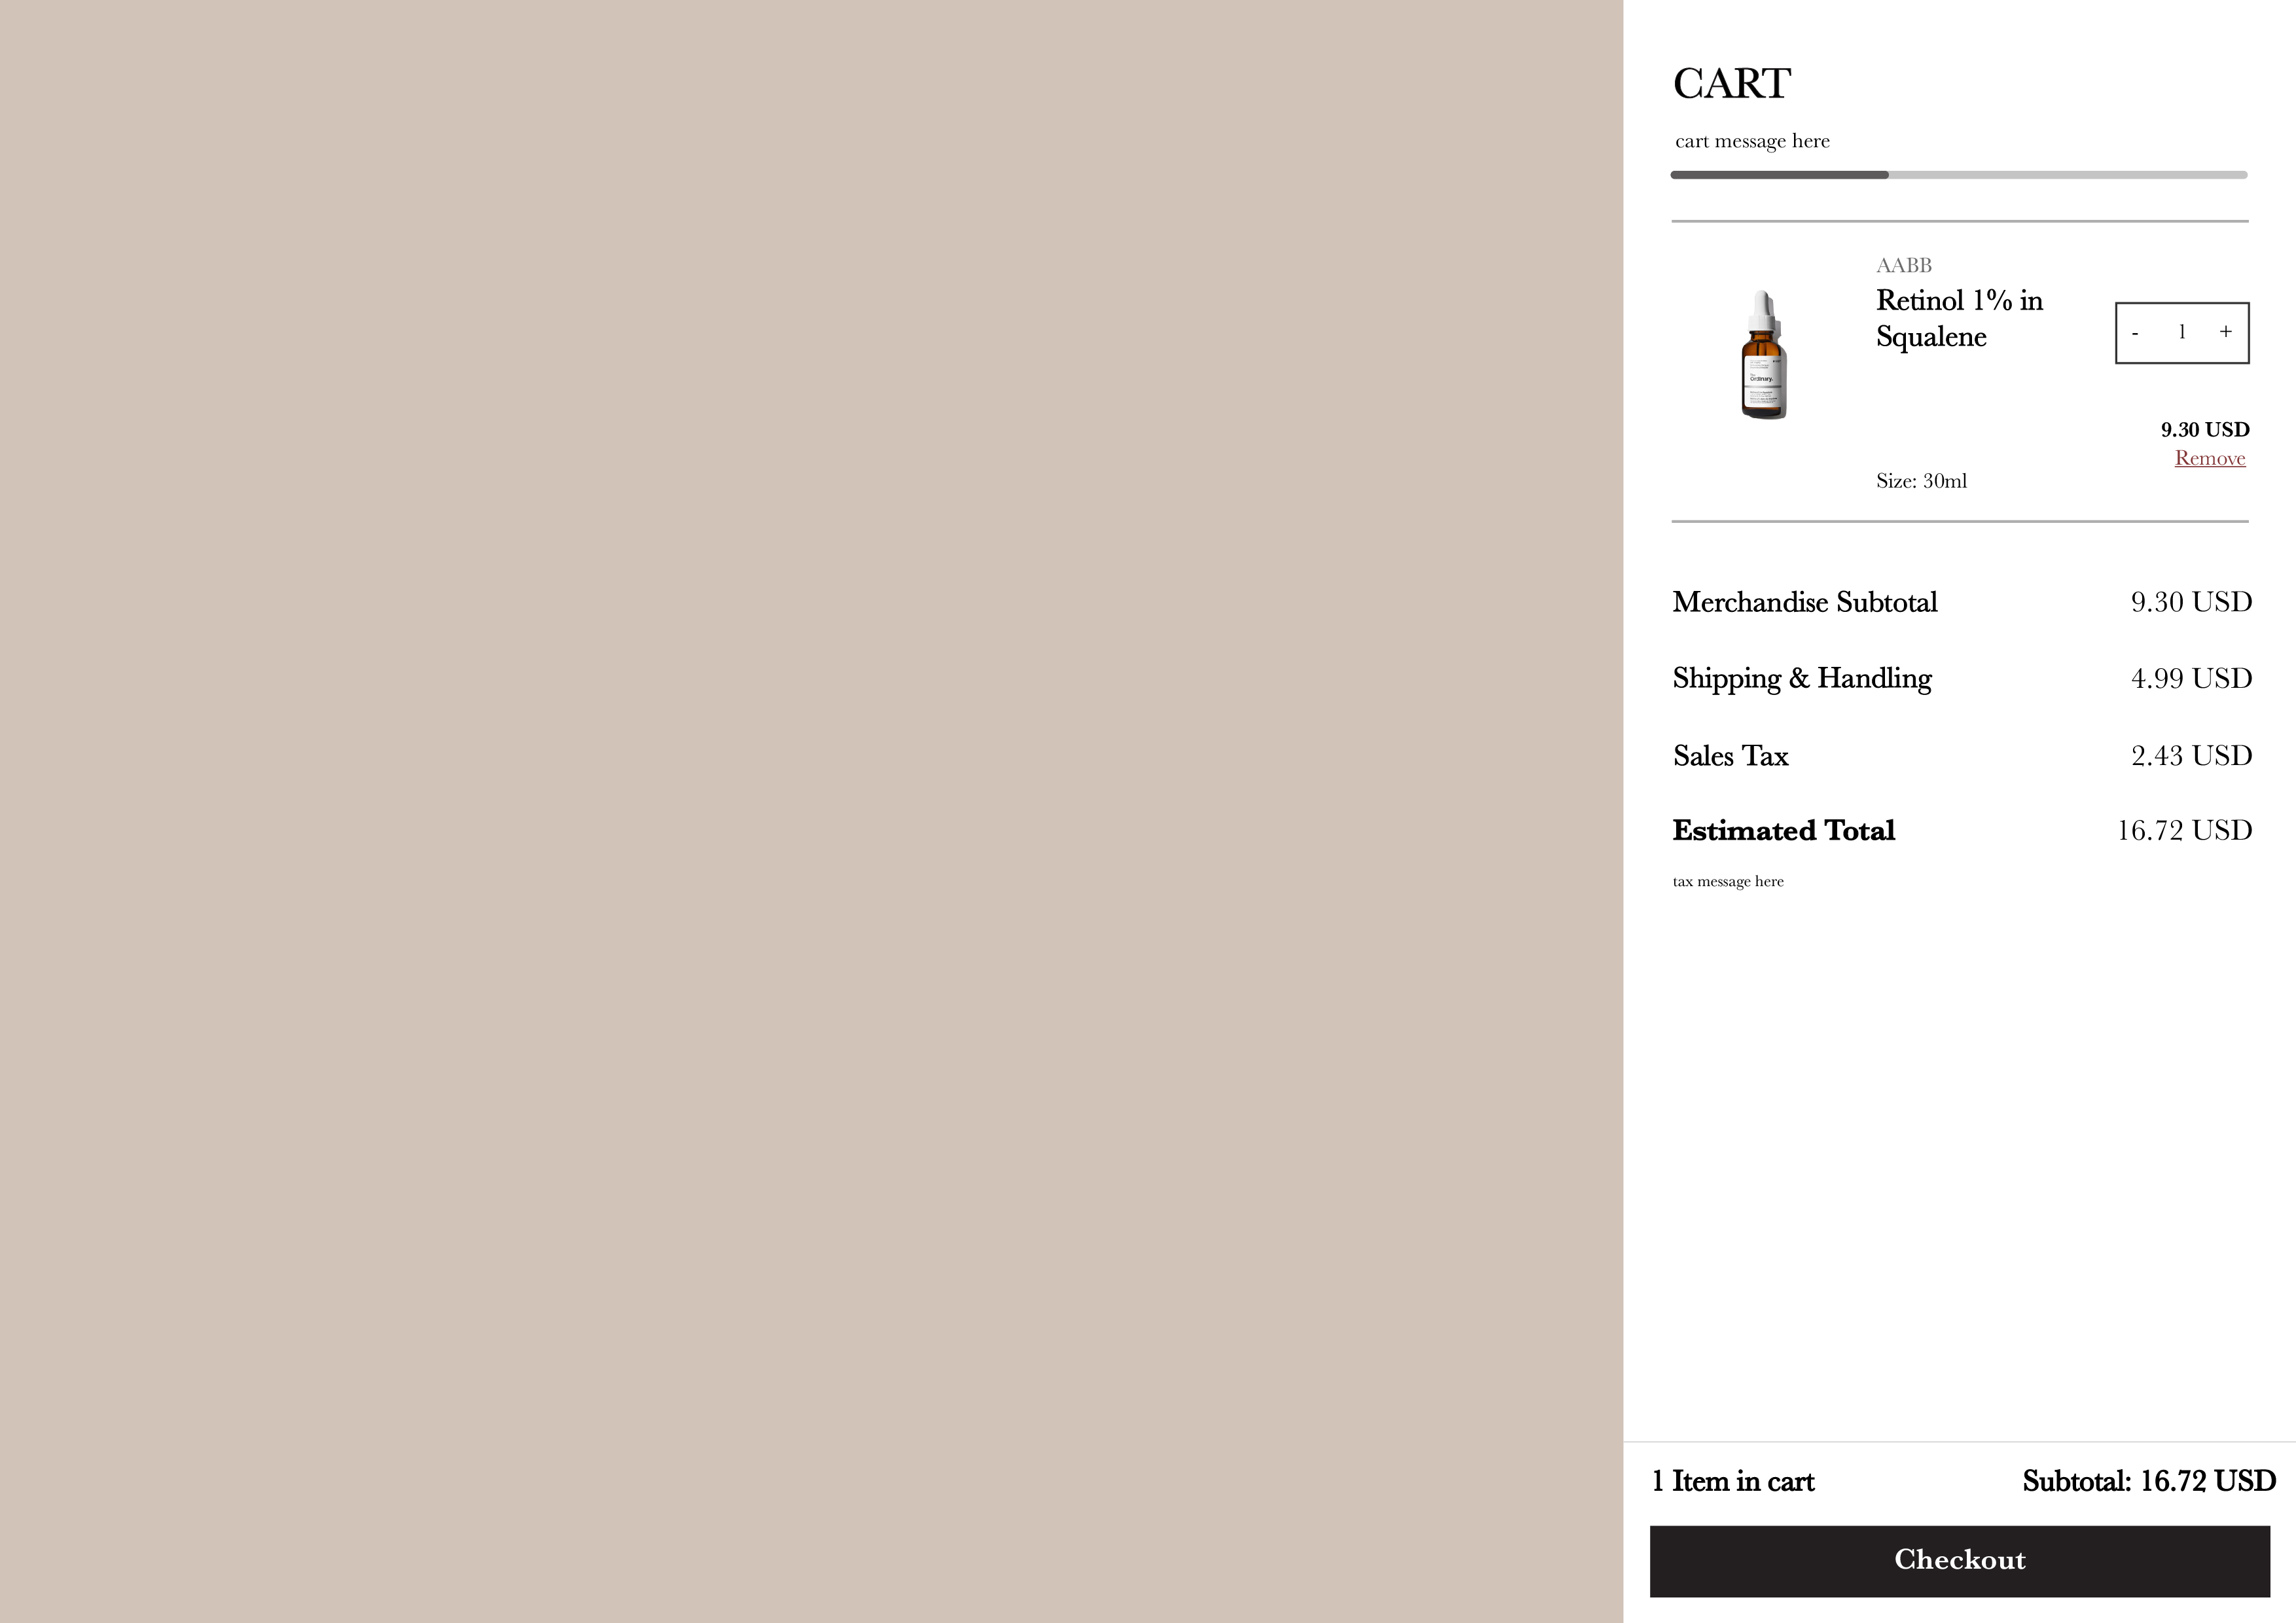 CART
cart message here
AABB
Retinol 1% in
Squalene
- 1 +
Ordinary.
9.30 USD
Remove
Size: 30ml
Merchandise Subtotal 9.30 USD
Shipping & Handling 4.99 USD
Sales Tax 2.43 USD
Estimated Total 16.72 USD
tax message here
1 Item in cart Subtotal: 16.72 USD
Checkout